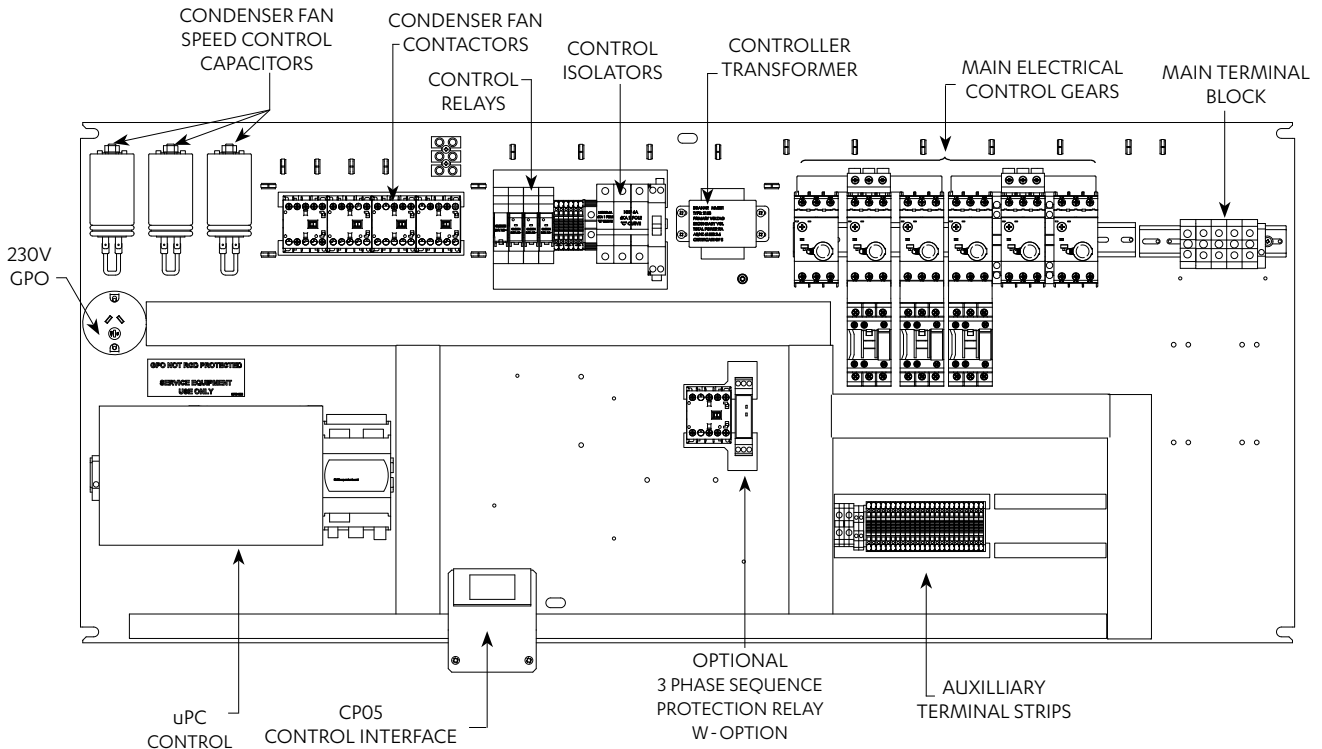 CONDENSER FAN
SPEED CONTROL
CAPACITORS
CONDENSER FAN
CONTACTORS
CONTROL
RELAYS
CONTROL
ISOLATORS
CONTROLLER
TRANSFORMER
MAIN ELECTRICAL
CONTROL GEARS
MAIN TERMINAL
BLOCK
230V
GPO
GPO NOT RCD PROTECTED
SERVICE EQUIPMENT
USE ONLY
uPC
CONTROL
CP05
CONTROL INTERFACE
OPTIONAL
3 PHASE SEQUENCE
PROTECTION RELAY
W-OPTION
AUXILLIARY
TERMINAL STRIPS